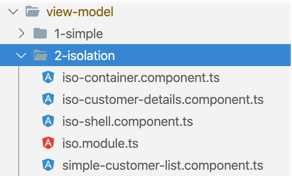 view-model
1-simple
2-isolation
iso-container.component.ts
iso-customer-details.component.ts
iso-shell.component.ts
iso.module.ts
simple-customer-list.component.ts